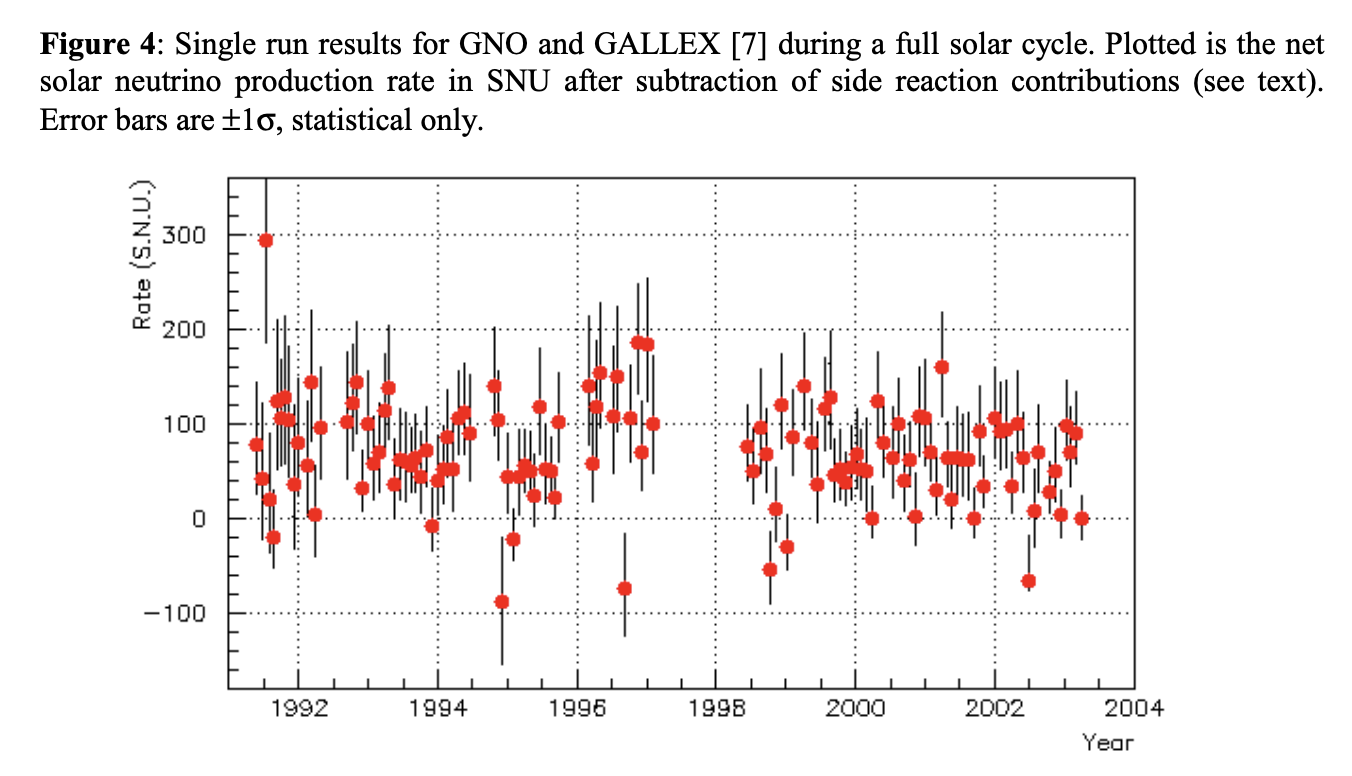 Figure 4: Single run results for GNO and GALLEX [7] during a full solar cycle. Plotted is the net
solar neutrino production rate in SNU after subtraction of side reaction contributions (see text).
Error bars are ±1σ, statistical only.
Rate (S.N.U.)
300
200
100
0
−100
1992 1994 1996 1998 2000 2002 2004
Year